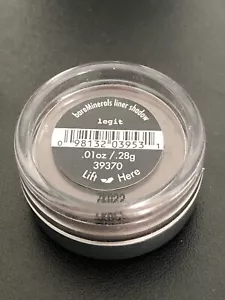 bareMinerals liner shadow
legit
0 98132 03953 1
.01oz /.28g
39370
Lift Here